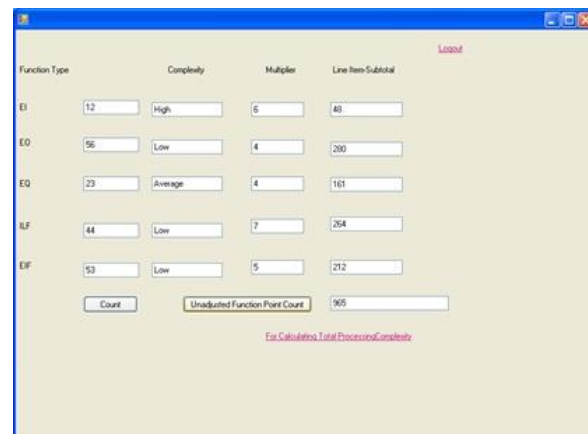 Logout
Function Type Complexity Multiplier Line Item-Subtotal
EI 12 High 6 48
EO 56 Low 4 280
EQ 23 Average 4 161
ILF 44 Low 7 264
EIF 53 Low 5 212
Count Unadjusted Function Point Count 965
For Calculating Total ProcessingComplexity